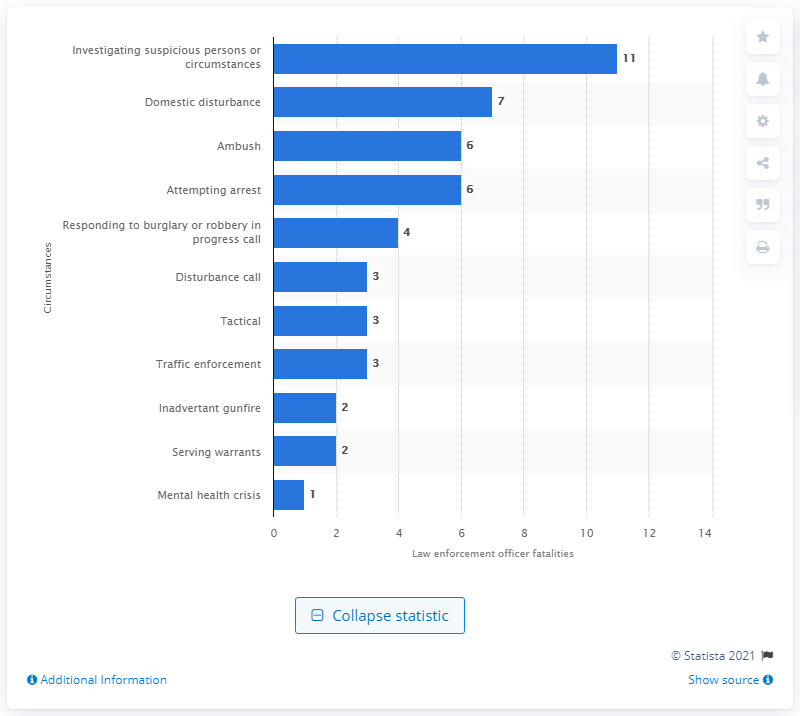 Investigating suspicious persons or
circumstances
11
Domestic disturbance
7
Ambush
6
Attempting arrest
6
Responding to burglary or robbery in
progress call
4
Disturbance call
3
Tactical
3
Traffic enforcement
3
Inadvertant gunfire
2
Serving warrants
2
Mental health crisis
1
Circumstances
0 2 4 6 8 10 12 14
Law enforcement officer fatalities
Collapse statistic
© Statista 2021
Additional Information
Show source